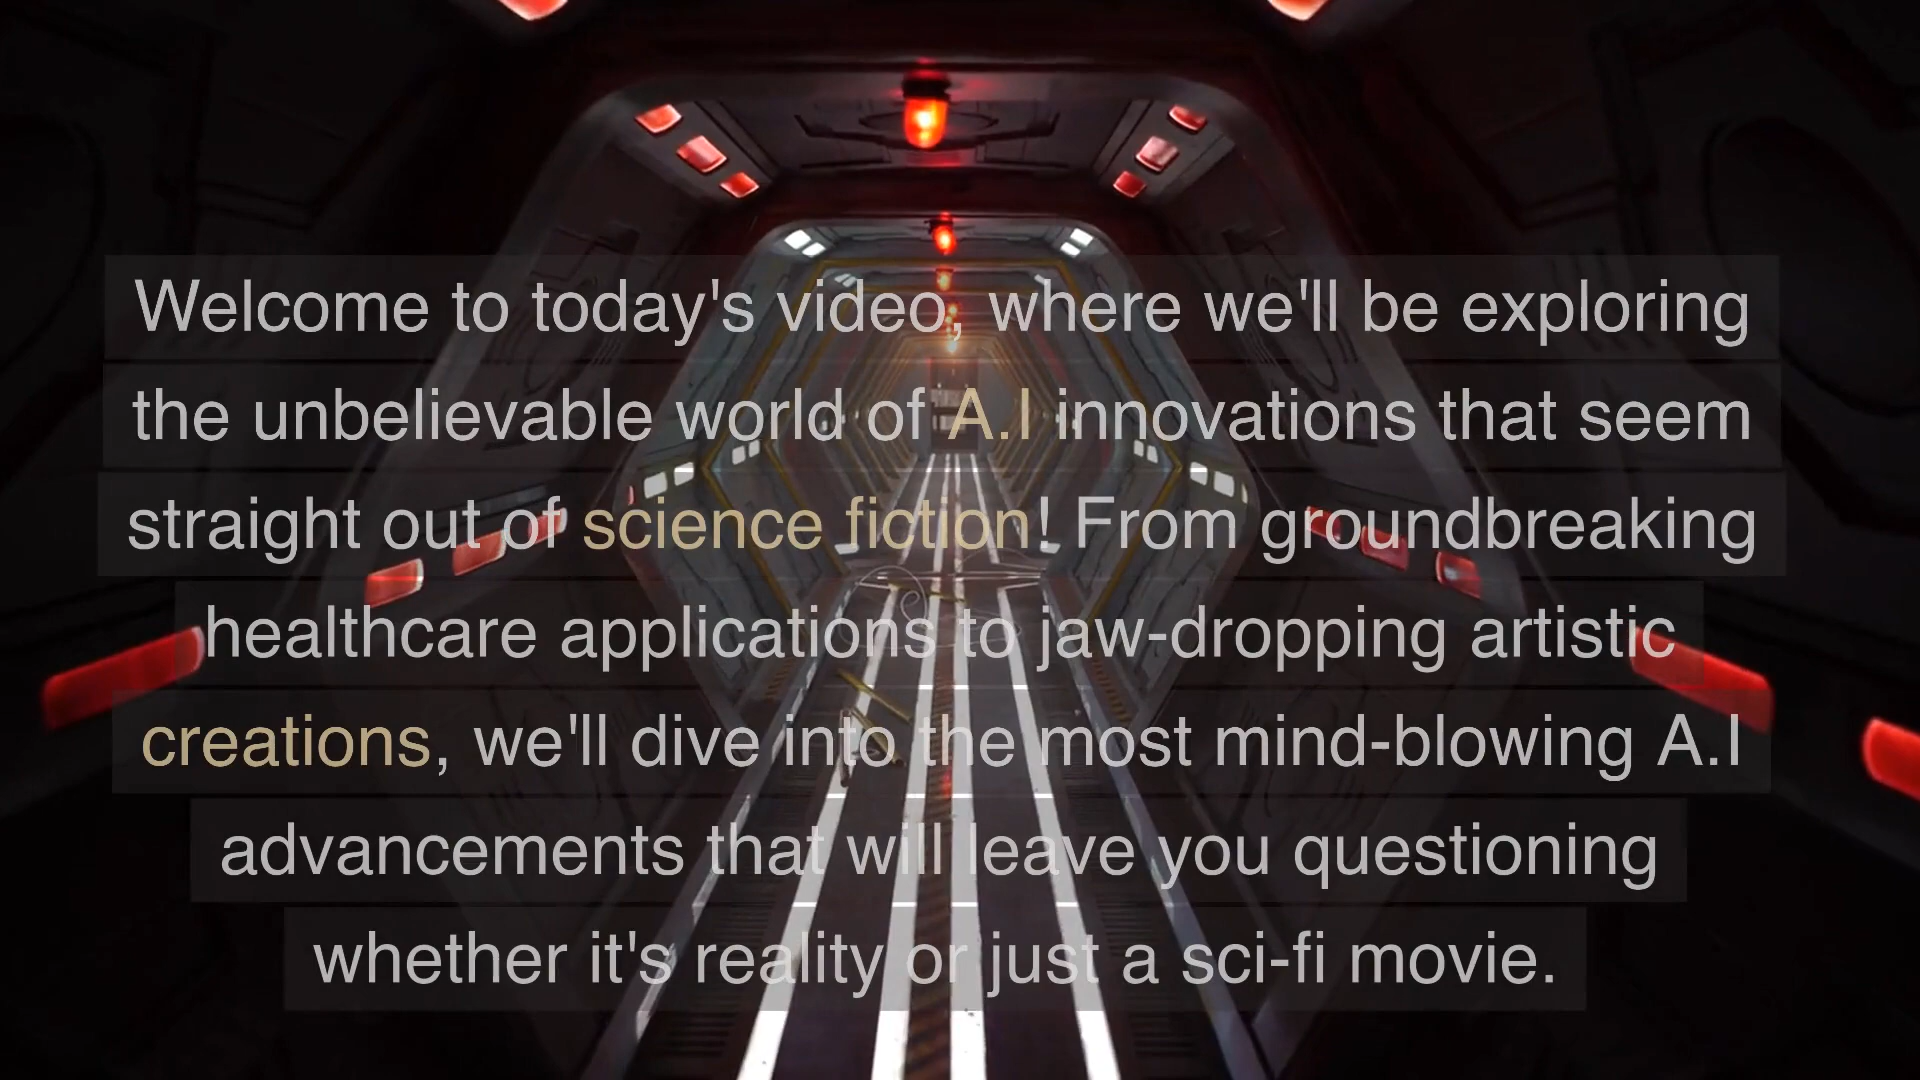 Welcome to today's video, where we'll be exploring
the unbelievable world of A.I innovations that seem
straight out of science fiction! From groundbreaking
healthcare applications to jaw-dropping artistic
creations, we'll dive into the most mind-blowing A.I
advancements that will leave you questioning
whether it's reality or just a sci-fi movie.